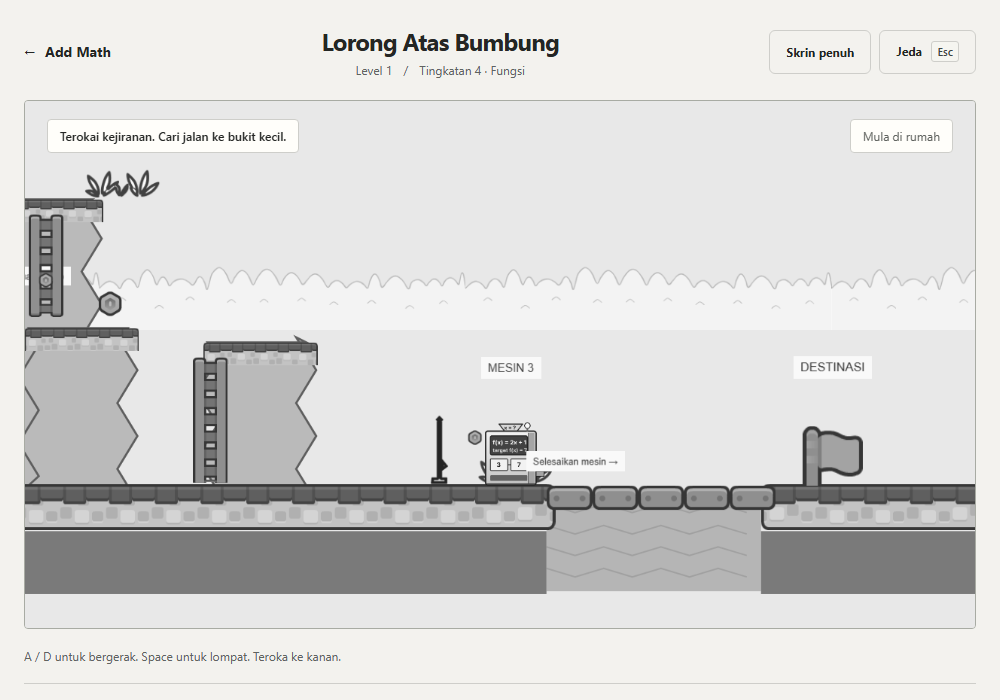 ← Add Math
Lorong Atas Bumbung
Level 1 / Tingkatan 4 · Fungsi
Skrin penuh
Jeda Esc
Terokai kejiranan. Cari jalan ke bukit kecil.
Mula di rumah
MESIN 3
DESTINASI
f(x) = 2x + 1
target f(x) =
3 7
Selesaikan mesin →
A / D untuk bergerak. Space untuk lompat. Teroka ke kanan.